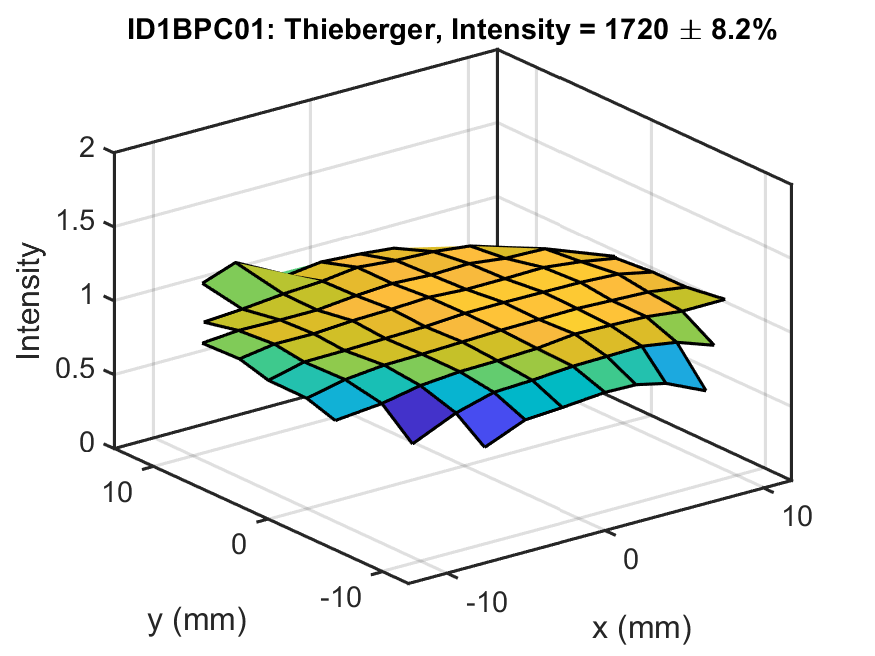 ID1BPC01: Thieberger, Intensity = 1720 ± 8.2%
2
1.5
1
0.5
0
Intensity
10
0
-10
y (mm)
-10
0
10
x (mm)